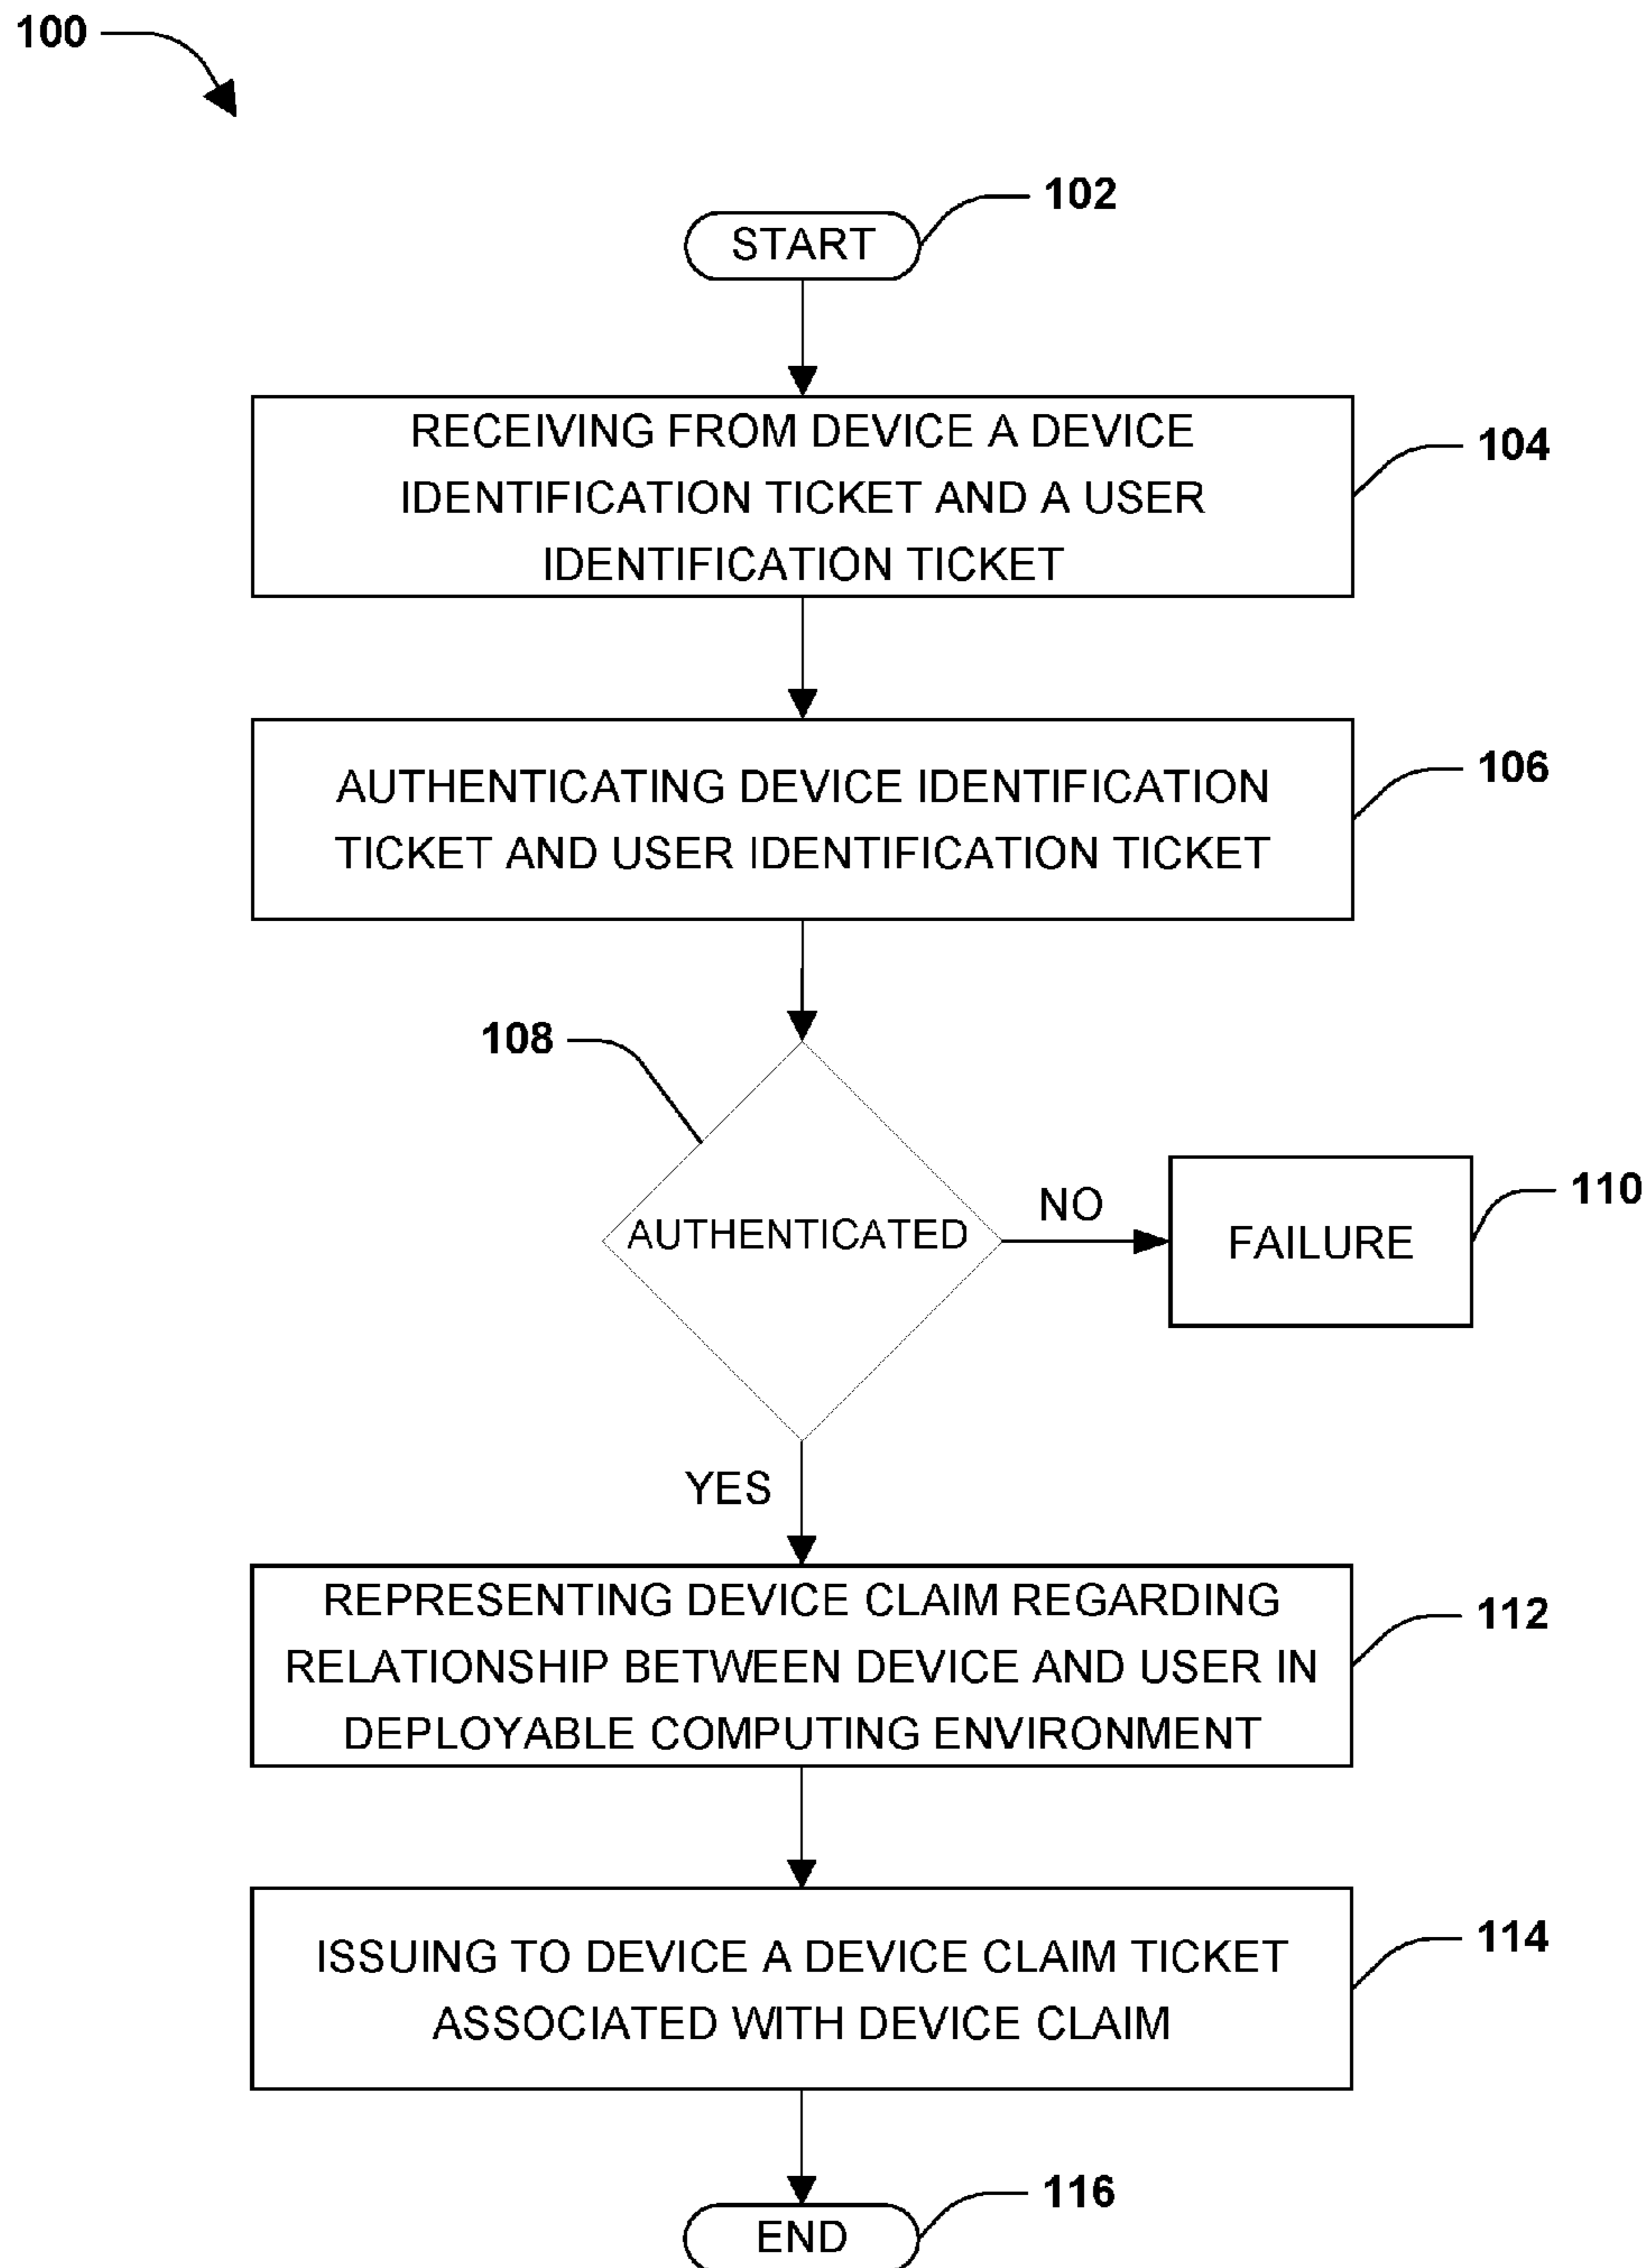 100
102
START
RECEIVING FROM DEVICE A DEVICE
IDENTIFICATION TICKET AND A USER
IDENTIFICATION TICKET
104
AUTHENTICATING DEVICE IDENTIFICATION
TICKET AND USER IDENTIFICATION TICKET
106
108
AUTHENTICATED
NO
FAILURE
110
YES
REPRESENTING DEVICE CLAIM REGARDING
RELATIONSHIP BETWEEN DEVICE AND USER IN
DEPLOYABLE COMPUTING ENVIRONMENT
112
ISSUING TO DEVICE A DEVICE CLAIM TICKET
ASSOCIATED WITH DEVICE CLAIM
114
116
END